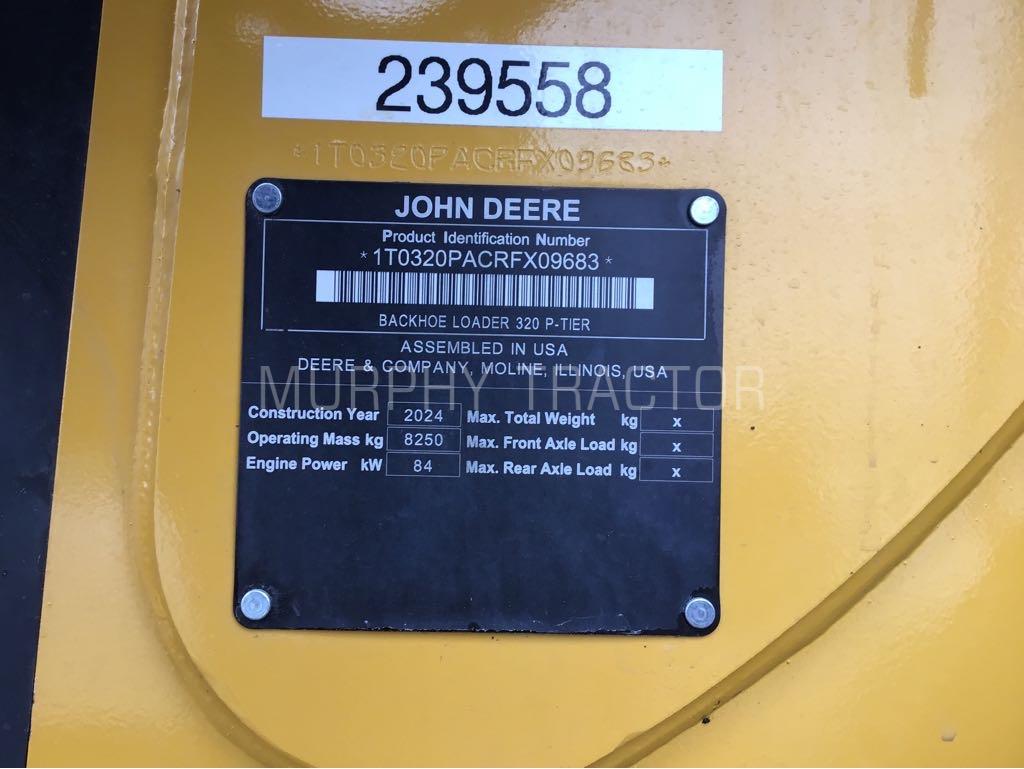 239558
*1T0320PACRFX09683*
JOHN DEERE
Product Identification Number
*1T0320PACRFX09683*
BACKHOE LOADER 320 P-TIER
ASSEMBLED IN USA
DEERE & COMPANY, MOLINE, ILLINOIS, USA
MURPHY TRACTOR
Construction Year 2024 Max. Total Weight kg x
Operating Mass kg 8250 Max. Front Axle Load kg x
Engine Power kW 84 Max. Rear Axle Load kg x